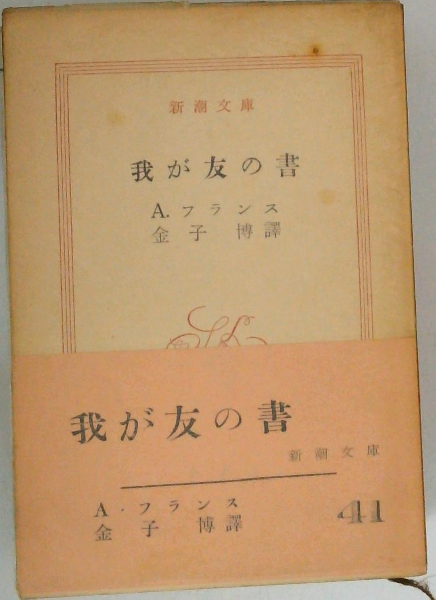 新潮文庫
我が友の書
A. フランス
金子 博譯
我が友の書
新潮文庫
A・フランス
金子 博譯
41